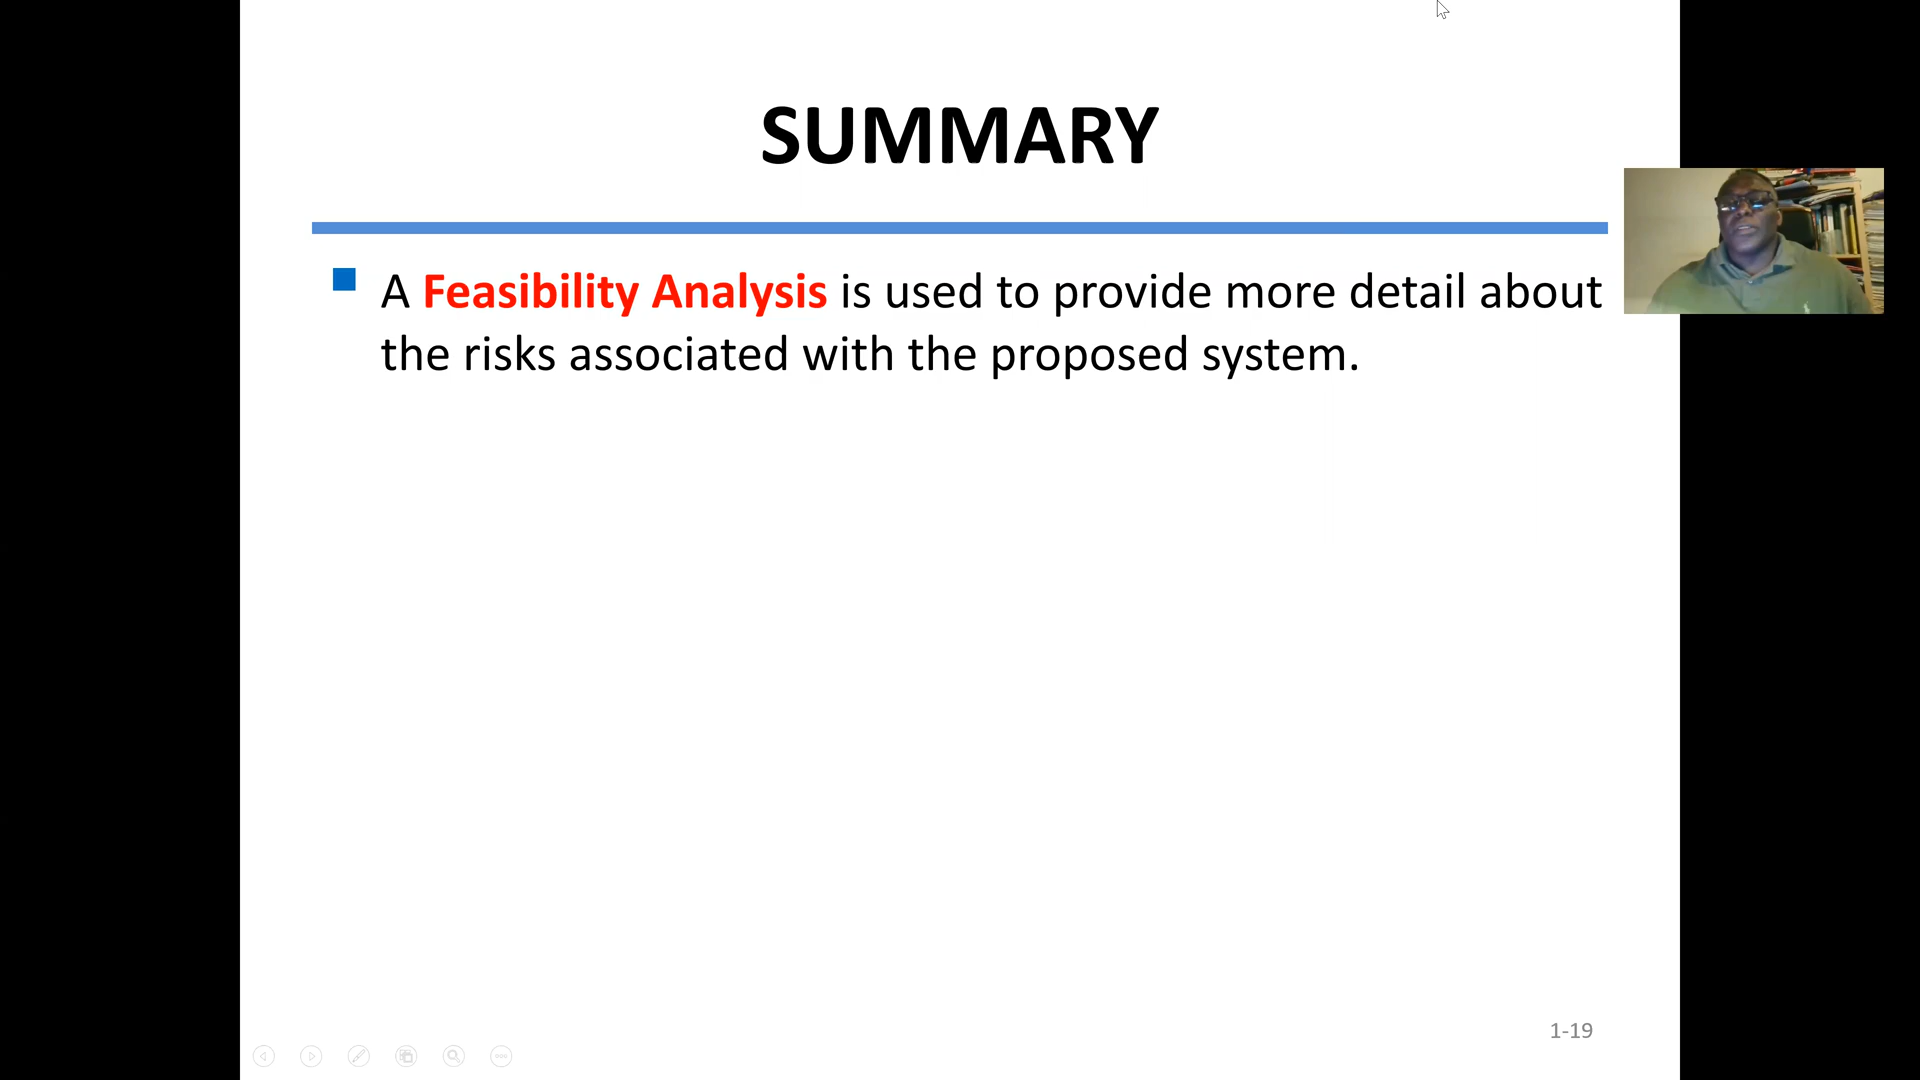 SUMMARY
A Feasibility Analysis is used to provide more detail about
the risks associated with the proposed system.
1-19